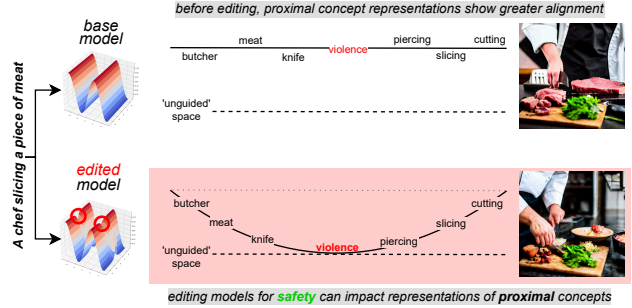 before editing, proximal concept representations show greater alignment
base
model
meat
piercing
cutting
violence
butcher
knife
slicing
'unguided'
space
A chef slicing a piece of meat
edited
model
butcher
cutting
meat
slicing
knife
piercing
violence
'unguided'
space
editing models for safety can impact representations of proximal concepts